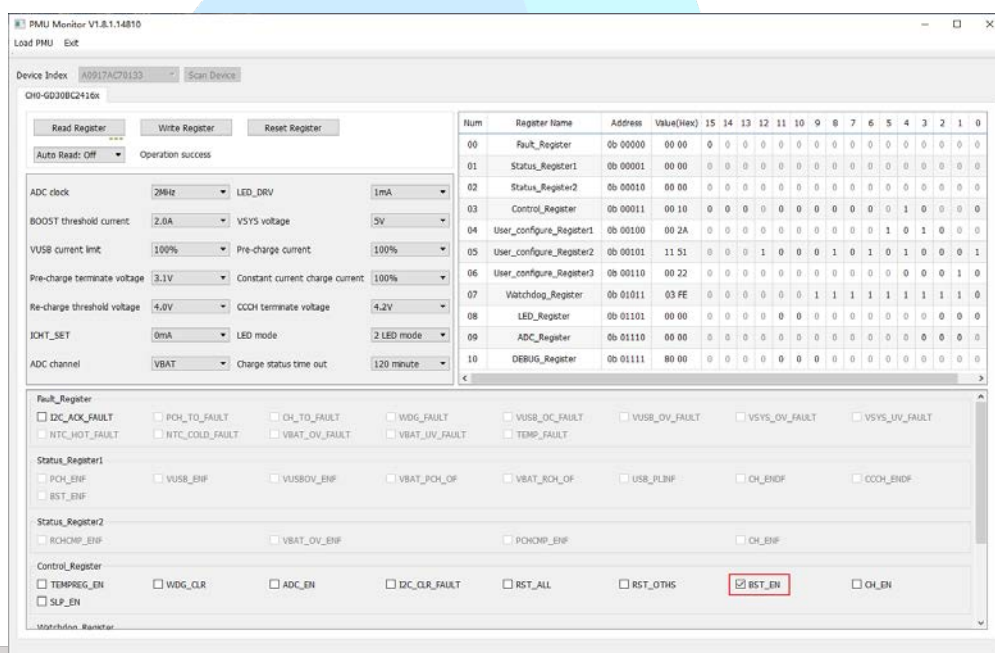 PMU Monitor V1.8.1.14810
Load PMU Exit
Device Index A0917AC70133 Scan Device
CH0-GD30BC2416x
Read Register Write Register Reset Register
Auto Read: Off Operation success
ADC clock 2MHz LED_DRV 1mA
BOOST threshold current 2.0A VSYS voltage 5V
VUSB current limit 100% Pre-charge current 100%
Pre-charge terminate voltage 3.1V Constant current charge current 100%
Re-charge threshold voltage 4.0V CCCH terminate voltage 4.2V
ICHT_SET 0mA LED mode 2 LED mode
ADC channel VBAT Charge status time out 120 minute
Num Register Name Address Value(Hex) 15 14 13 12 11 10 9 8 7 6 5 4 3 2 1 0
00 Fault_Register 0b 00000 00 00 0 0 0 0 0 0 0 0 0 0 0 0 0 0 0 0
01 Status_Register1 0b 00001 00 00 0 0 0 0 0 0 0 0 0 0 0 0 0 0 0 0
02 Status_Register2 0b 00010 00 00 0 0 0 0 0 0 0 0 0 0 0 0 0 0 0 0
03 Control_Register 0b 00011 00 10 0 0 0 0 0 0 0 0 0 0 0 1 0 0 0 0
04 User_configure_Register1 0b 00100 00 2A 0 0 0 0 0 0 0 0 0 0 1 0 1 0 0 0
05 User_configure_Register2 0b 00101 11 51 0 0 0 1 0 0 0 1 0 1 0 1 0 0 0 1
06 User_configure_Register3 0b 00110 00 22 0 0 0 0 0 0 0 0 0 0 0 0 0 0 1 0
07 Watchdog_Register 0b 01011 03 FE 0 0 0 0 0 0 1 1 1 1 1 1 1 1 1 0
08 LED_Register 0b 01101 00 00 0 0 0 0 0 0 0 0 0 0 0 0 0 0 0 0
09 ADC_Register 0b 01110 00 00 0 0 0 0 0 0 0 0 0 0 0 0 0 0 0 0
10 DEBUG_Register 0b 01111 B0 00 0 0 0 0 0 0 0 0 0 0 0 0 0 0 0 0
Fault_Register
I2C_ACK_FAULT PCH_TO_FAULT CH_TO_FAULT WDG_FAULT VUSB_OC_FAULT VUSB_OV_FAULT VSYS_OV_FAULT VSYS_UV_FAULT
NTC_HOT_FAULT NTC_COLD_FAULT VBAT_OV_FAULT VBAT_UV_FAULT TEMP_FAULT
Status_Register1
PCH_ENF VUSB_ENF VUSBOV_ENF VBAT_PCH_OF VBAT_RCH_OF USB_PLINF CH_ENDF CCCH_ENDF
BST_ENF
Status_Register2
RCHCMP_ENF VBAT_OV_ENF PCHCMP_ENF CH_ENF
Control_Register
TEMPREG_EN WDG_CLR ADC_EN I2C_CLR_FAULT RST_ALL RST_OTHS BST_EN CH_EN
SLP_EN
Watchdog_Register